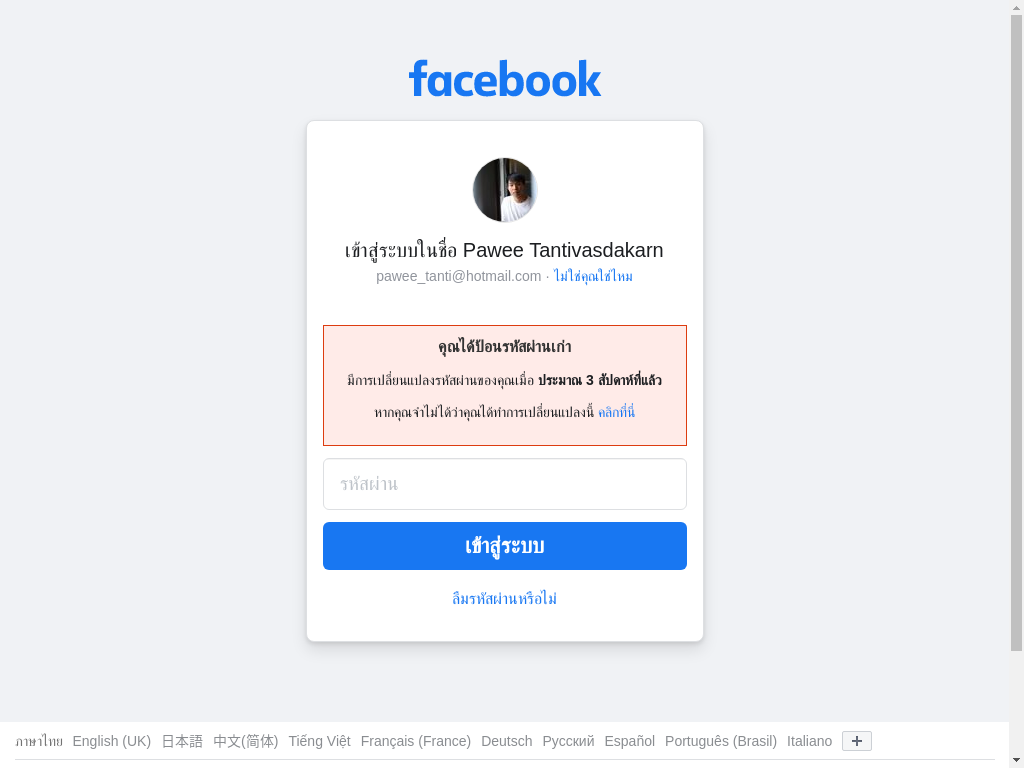 facebook
เข้าสู่ระบบในชื่อ Pawee Tantivasdakarn
pawee_tanti@hotmail.com · ไม่ใช่คุณใช่ไหม
คุณได้ป้อนรหัสผ่านเก่า
มีการเปลี่ยนแปลงรหัสผ่านของคุณเมื่อ ประมาณ 3 สัปดาห์ที่แล้ว
หากคุณจำไม่ได้ว่าคุณได้ทำการเปลี่ยนแปลงนี้ คลิกที่นี่
รหัสผ่าน
เข้าสู่ระบบ
ลืมรหัสผ่านหรือไม่
ภาษาไทย English (UK) 日本語 中文(简体) Tiếng Việt Français (France) Deutsch Русский Español Português (Brasil) Italiano